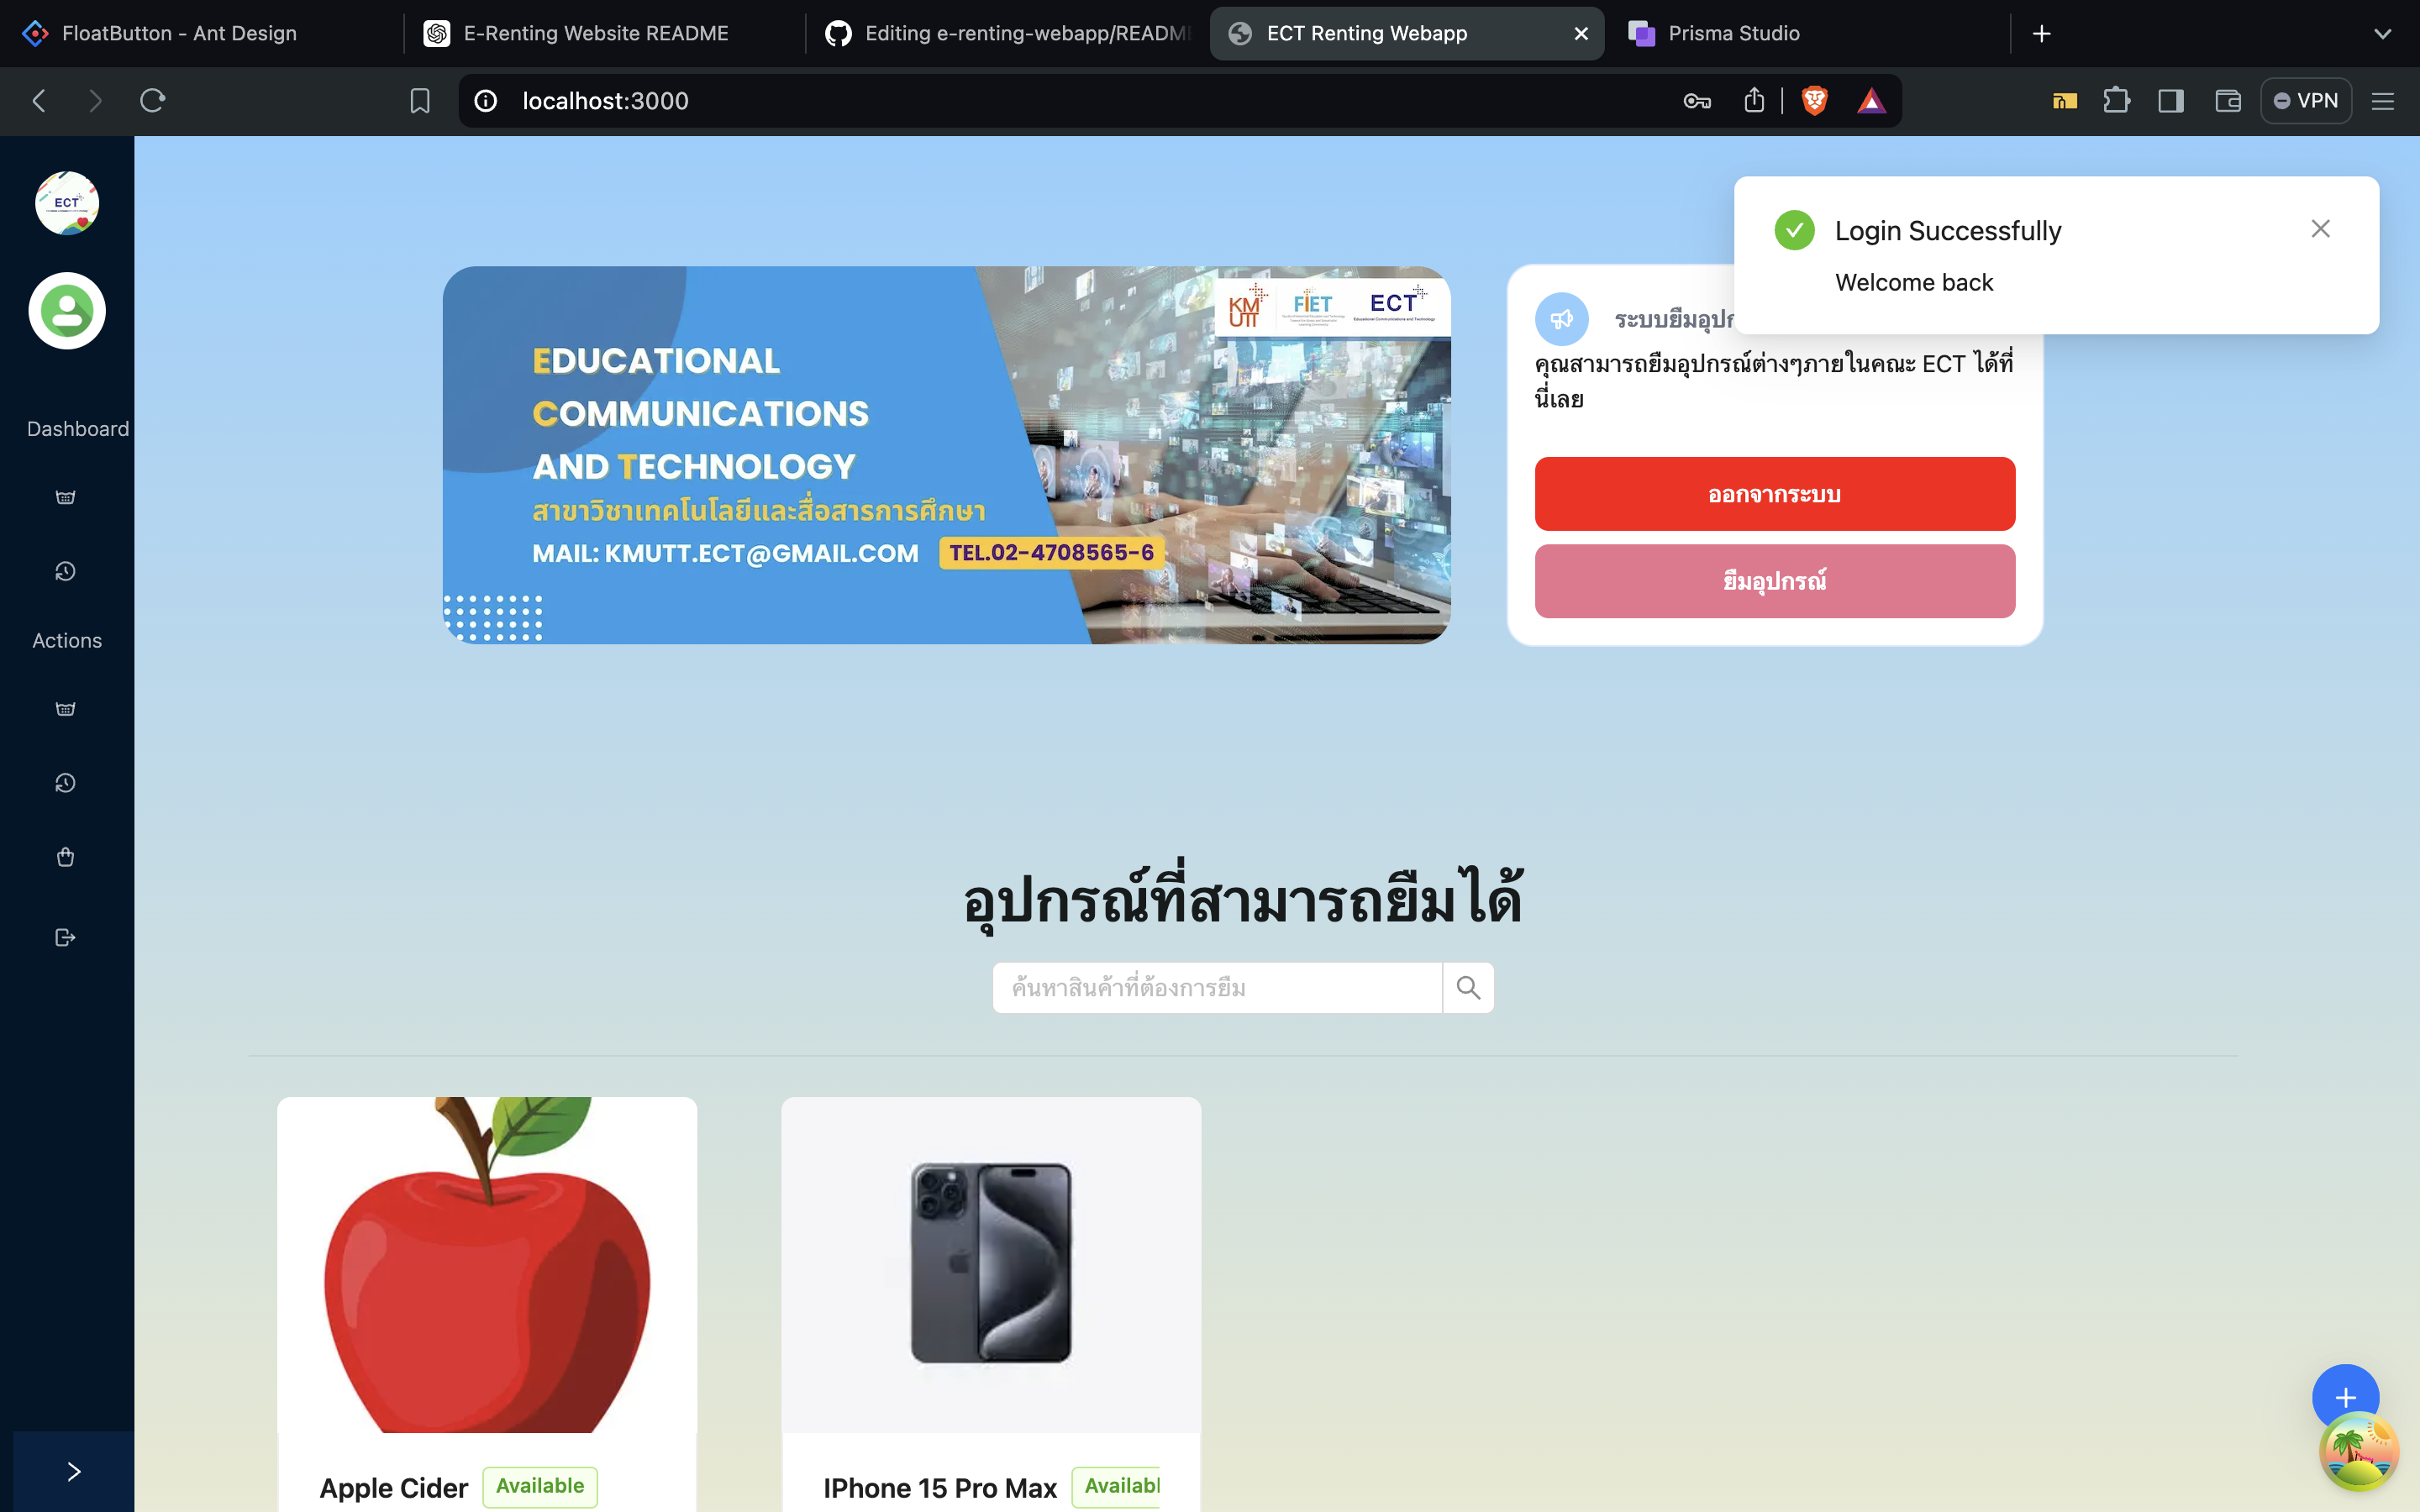 FloatButton - Ant Design
E-Renting Website README
Editing e-renting-webapp/READM
ECT Renting Webapp
Prisma Studio
localhost:3000
VPN
ECT
Dashboard
Actions
KM
UTT
FIET
ECT
Educational Communications and Technology
EDUCATIONAL
COMMUNICATIONS
AND TECHNOLOGY
สาขาวิชาเทคโนโลยีและสื่อสารการศึกษา
MAIL: KMUTT.ECT@GMAIL.COM TEL.02-4708565-6
Login Successfully
Welcome back
ระบบยืมอุปก
คุณสามารถยืมอุปกรณ์ต่างๆภายในคณะ ECT ได้ที่
นี่เลย
ออกจากระบบ
ยืมอุปกรณ์
อุปกรณ์ที่สามารถยืมได้
ค้นหาสินค้าที่ต้องการยืม
Apple Cider Available
IPhone 15 Pro Max Availabl